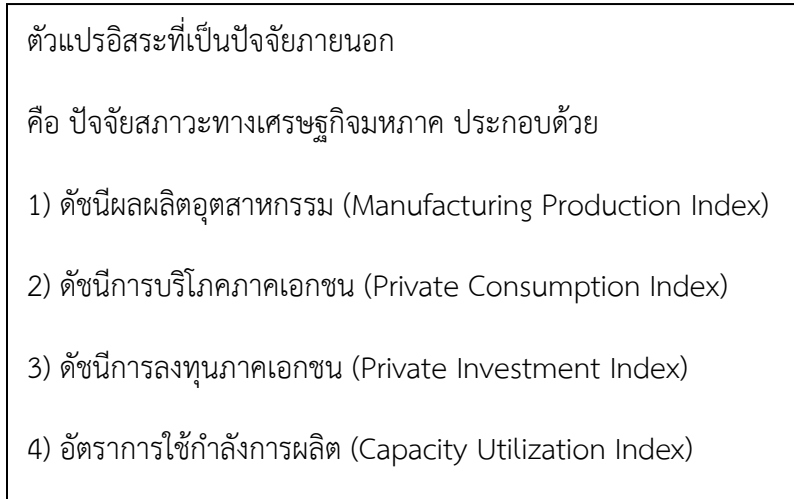 ตัวแปรอิสระที่เป็นปัจจัยภายนอก
คือ ปัจจัยสภาวะทางเศรษฐกิจมหภาค ประกอบด้วย
1) ดัชนีผลผลิตอุตสาหกรรม (Manufacturing Production Index)
2) ดัชนีการบริโภคภาคเอกชน (Private Consumption Index)
3) ดัชนีการลงทุนภาคเอกชน (Private Investment Index)
4) อัตราการใช้กำลังการผลิต (Capacity Utilization Index)